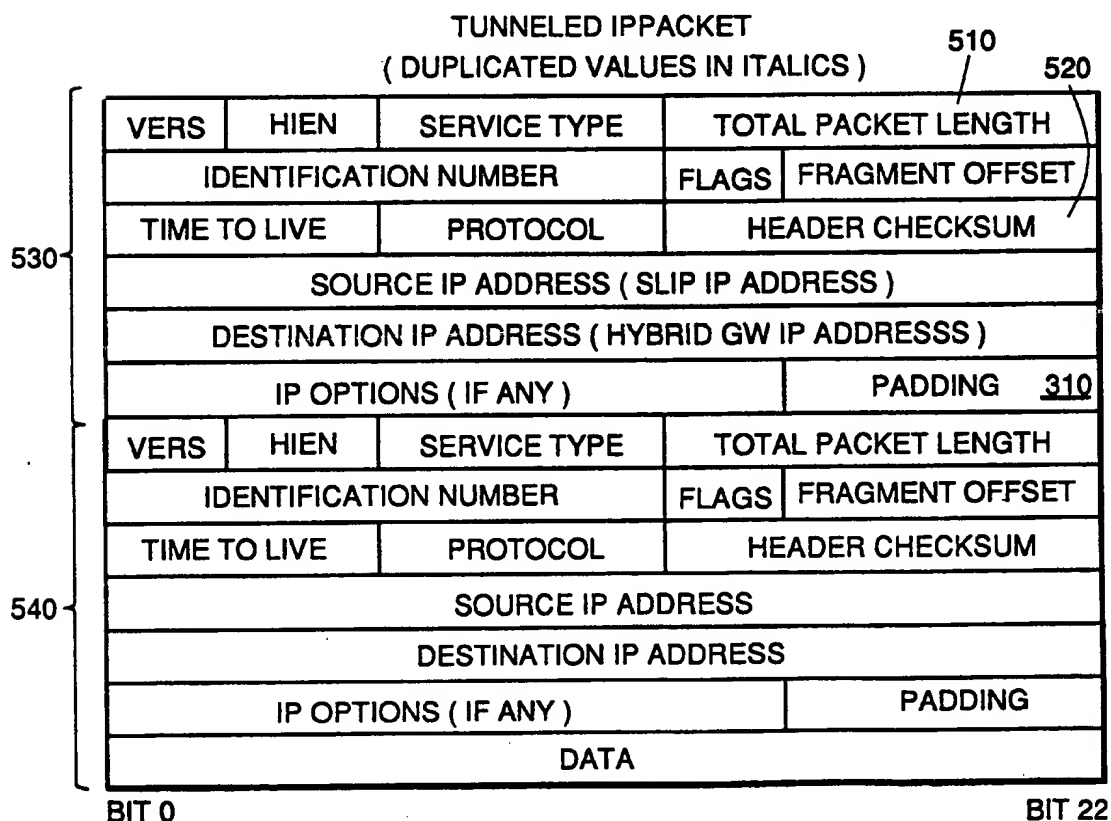 TUNNELED IPPACKET
( DUPLICATED VALUES IN ITALICS )
510
520
VERS HIEN SERVICE TYPE TOTAL PACKET LENGTH
IDENTIFICATION NUMBER FLAGS FRAGMENT OFFSET
TIME TO LIVE PROTOCOL HEADER CHECKSUM
530
SOURCE IP ADDRESS ( SLIP IP ADDRESS )
DESTINATION IP ADDRESS ( HYBRID GW IP ADDRESSS )
IP OPTIONS ( IF ANY ) PADDING 310
VERS HIEN SERVICE TYPE TOTAL PACKET LENGTH
IDENTIFICATION NUMBER FLAGS FRAGMENT OFFSET
TIME TO LIVE PROTOCOL HEADER CHECKSUM
540
SOURCE IP ADDRESS
DESTINATION IP ADDRESS
IP OPTIONS ( IF ANY ) PADDING
DATA
BIT 0 BIT 22